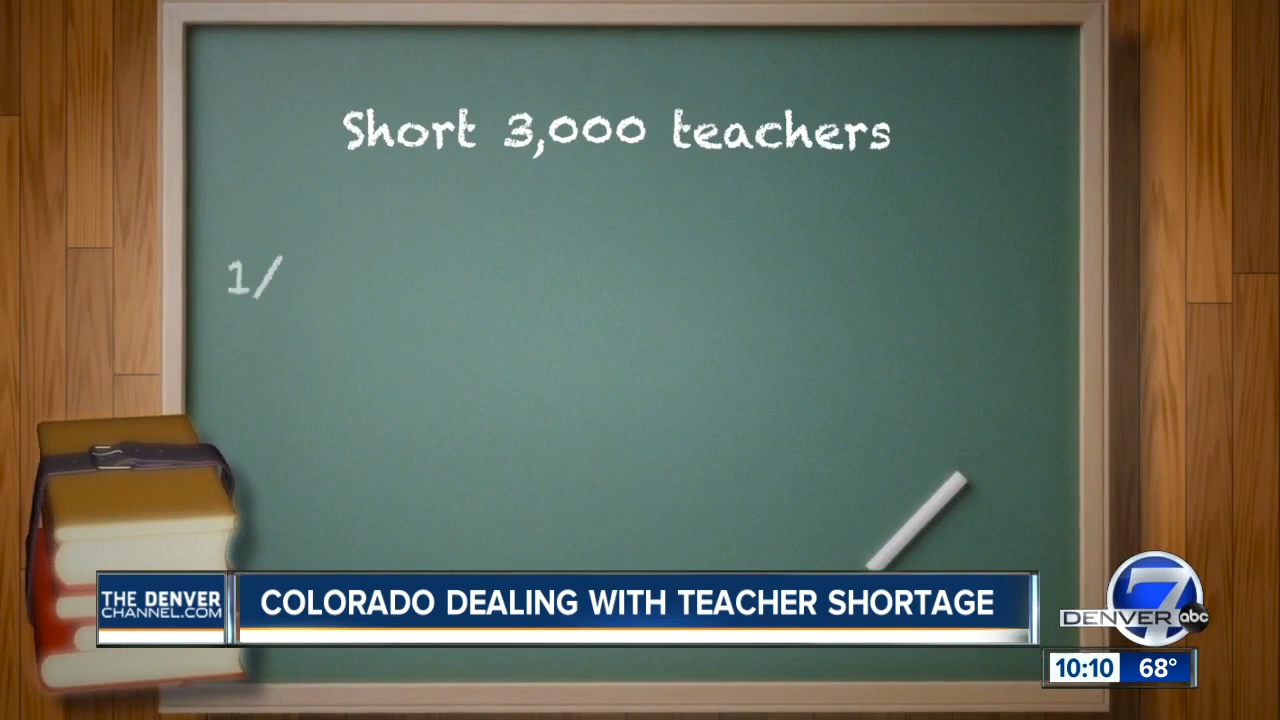 Short 3,000 teachers
1/
THE DENVER
CHANNEL.COM
COLORADO DEALING WITH TEACHER SHORTAGE
7
DENVER abc
10:10 68°